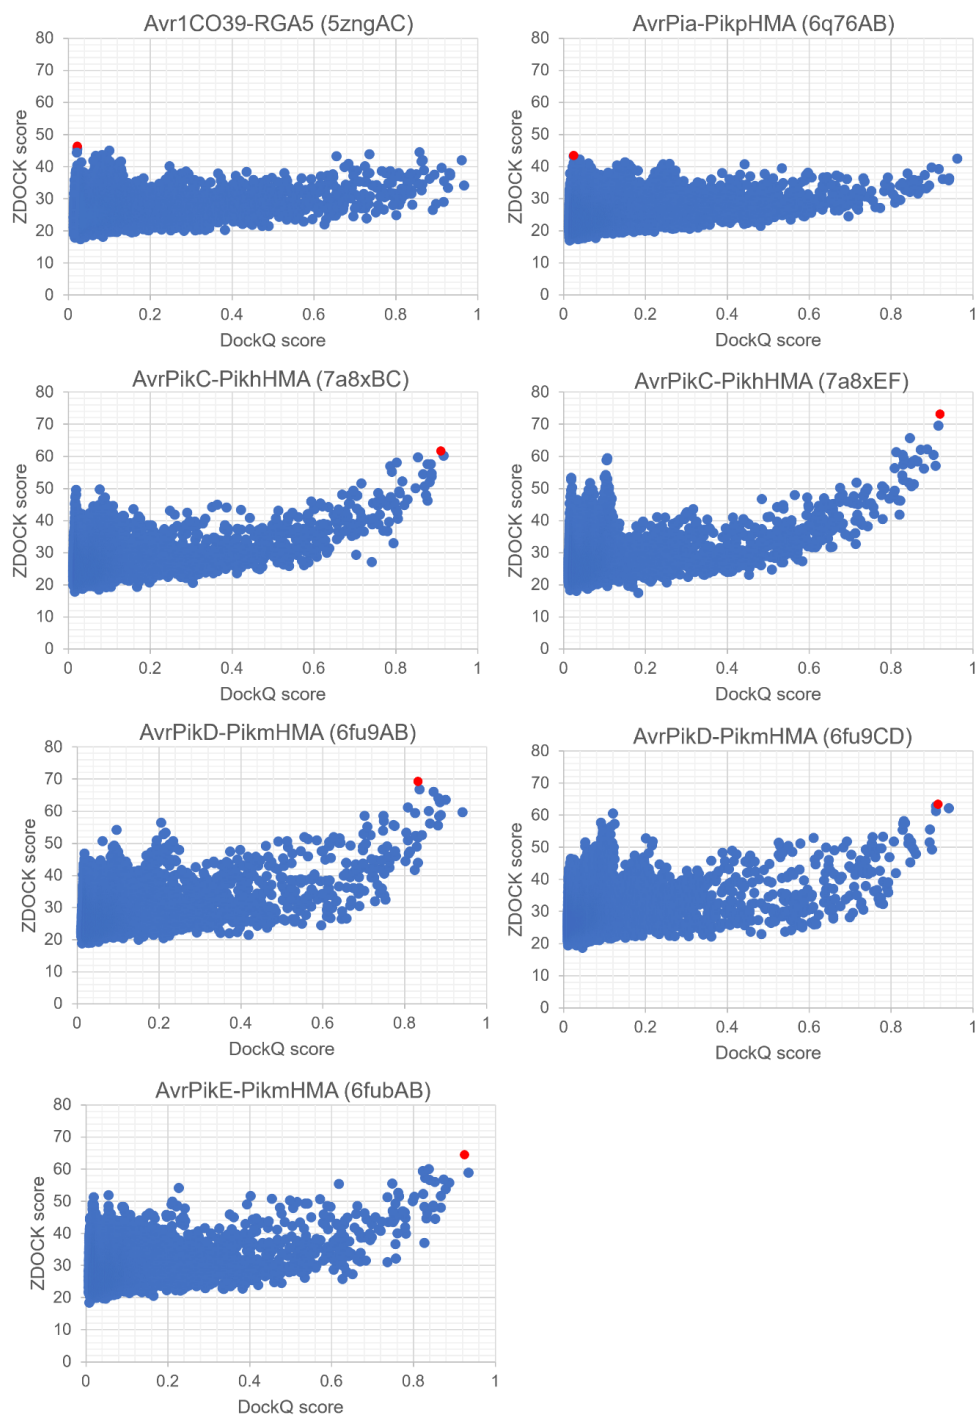 Avr1CO39-RGA5 (5zngAC)
80
70
60
50
40
30
20
10
0
ZDOCK score
0 0.2 0.4 0.6 0.8 1
DockQ score
AvrPia-PikpHMA (6q76AB)
80
70
60
50
40
30
20
10
0
ZDOCK score
0 0.2 0.4 0.6 0.8 1
DockQ score
AvrPikC-PikhHMA (7a8xBC)
80
70
60
50
40
30
20
10
0
ZDOCK score
0 0.2 0.4 0.6 0.8 1
DockQ score
AvrPikC-PikhHMA (7a8xEF)
80
70
60
50
40
30
20
10
0
ZDOCK score
0 0.2 0.4 0.6 0.8 1
DockQ score
AvrPikD-PikmHMA (6fu9AB)
80
70
60
50
40
30
20
10
0
ZDOCK score
0 0.2 0.4 0.6 0.8 1
DockQ score
AvrPikD-PikmHMA (6fu9CD)
80
70
60
50
40
30
20
10
0
ZDOCK score
0 0.2 0.4 0.6 0.8 1
DockQ score
AvrPikE-PikmHMA (6fubAB)
80
70
60
50
40
30
20
10
0
ZDOCK score
0 0.2 0.4 0.6 0.8 1
DockQ score